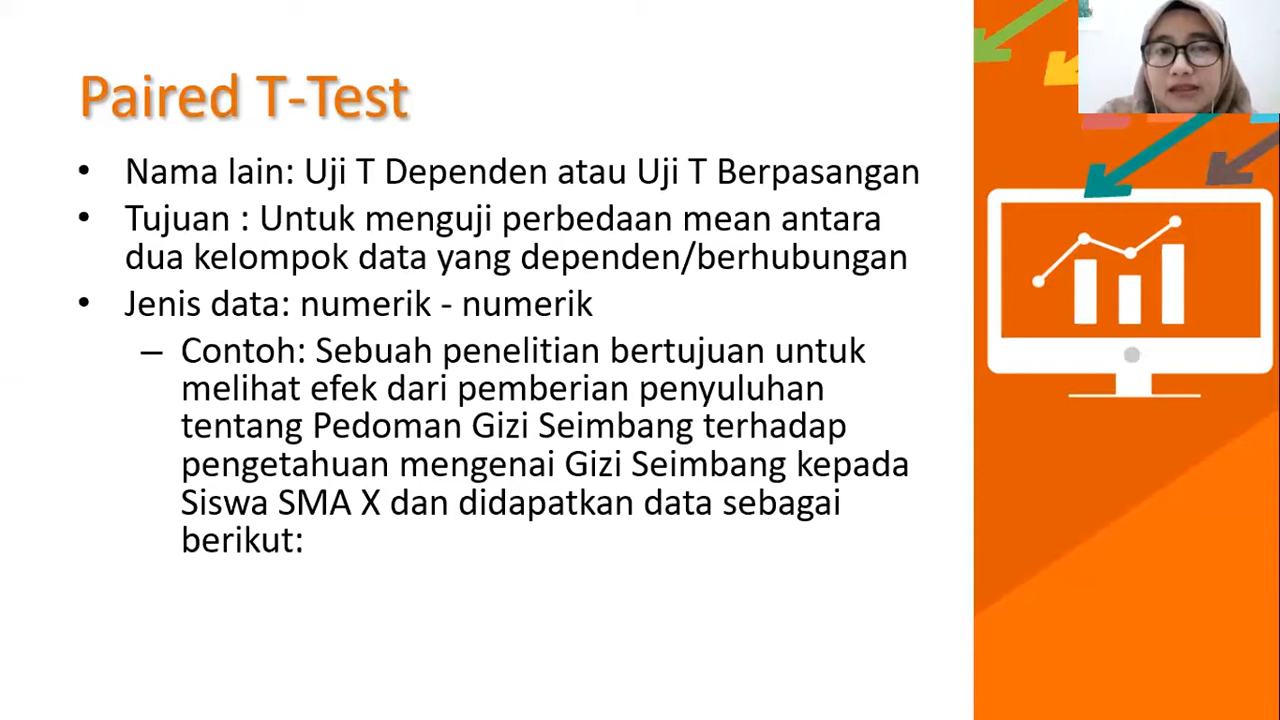 Paired T-Test
• Nama lain: Uji T Dependen atau Uji T Berpasangan
• Tujuan : Untuk menguji perbedaan mean antara
dua kelompok data yang dependen/berhubungan
• Jenis data: numerik - numerik
– Contoh: Sebuah penelitian bertujuan untuk
melihat efek dari pemberian penyuluhan
tentang Pedoman Gizi Seimbang terhadap
pengetahuan mengenai Gizi Seimbang kepada
Siswa SMA X dan didapatkan data sebagai
berikut: